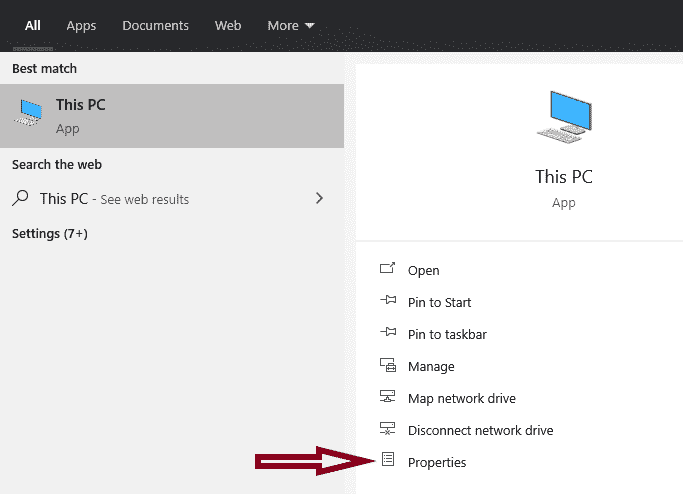 All Apps Documents Web More
Best match
This PC
App
Search the web
This PC - See web results
Settings (7+)
This PC
App
Open
Pin to Start
Pin to taskbar
Manage
Map network drive
Disconnect network drive
Properties